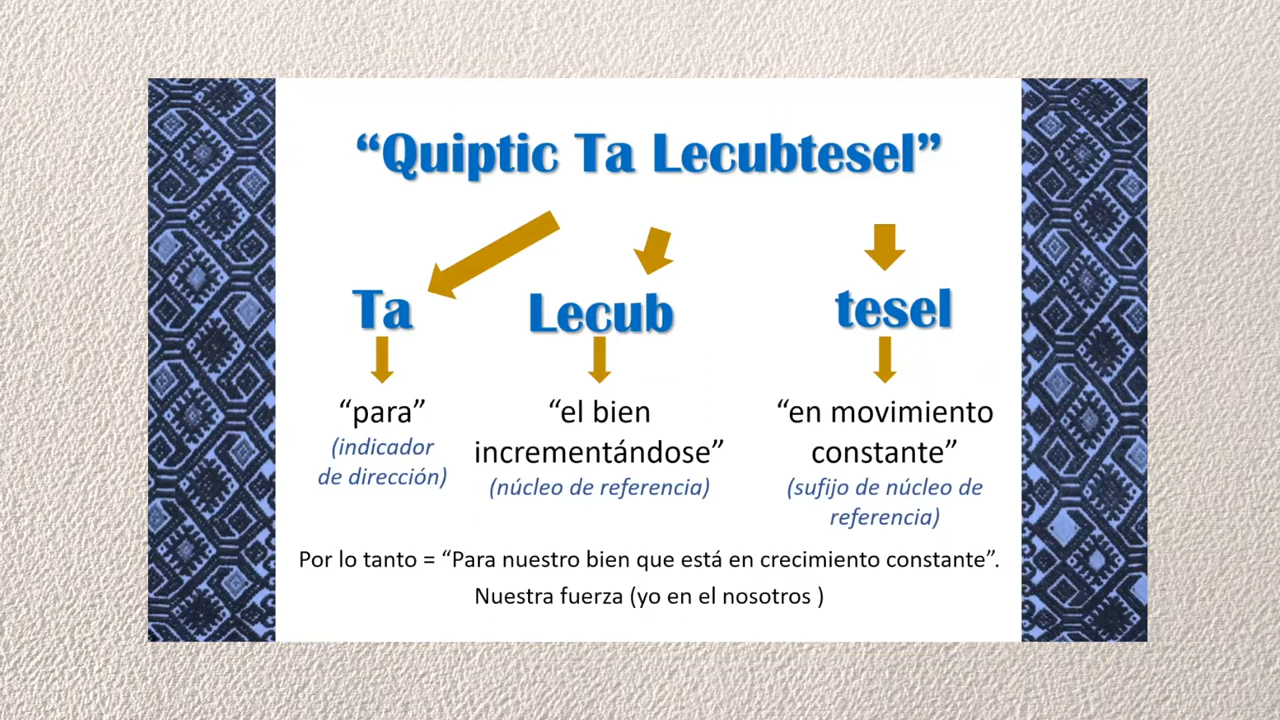 “Quiptic Ta Lecubtesel”
Ta
Lecub
tesel
“para”
(indicador
de dirección)
“el bien
incrementándose”
(núcleo de referencia)
“en movimiento
constante”
(sufijo de núcleo de
referencia)
Por lo tanto = “Para nuestro bien que está en crecimiento constante”.
Nuestra fuerza (yo en el nosotros )